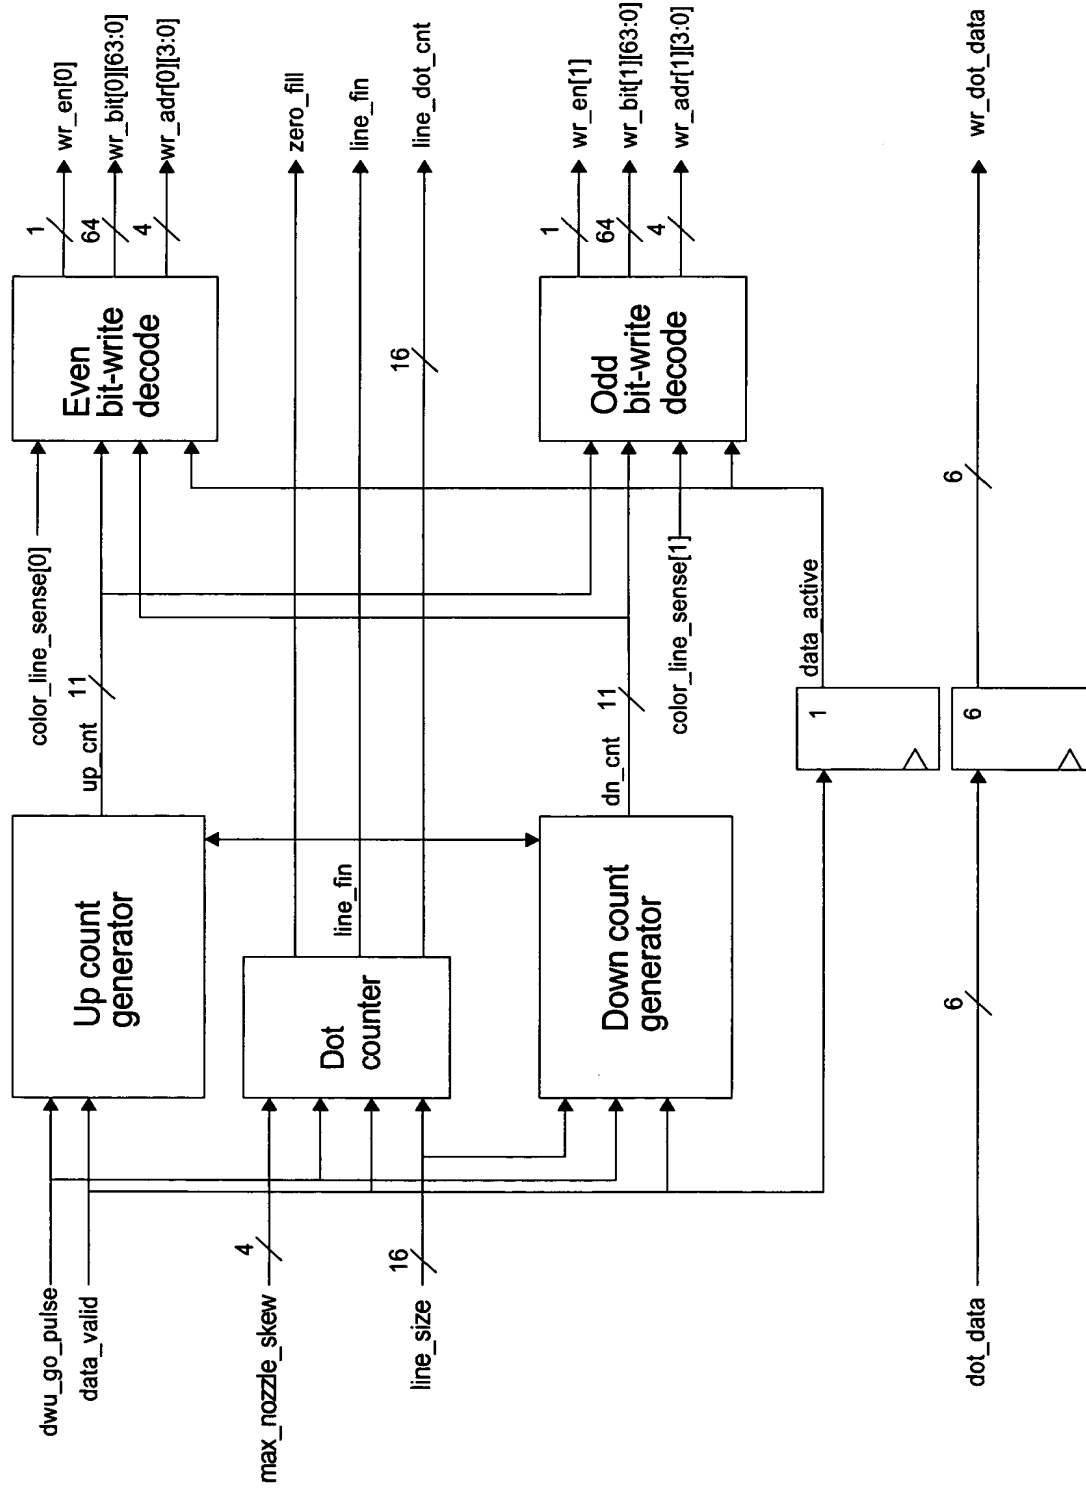 dwu_go_pulse
data_valid
max_nozzle_skew
4
line_size
16
dot_data
6
Up count
generator
Dot
counter
Down count
generator
line_fin
up_cnt
11
color_line_sense[0]
dn_cnt
11
color_line_sense[1]
1
data_active
6
6
Even
bit-write
decode
Odd
bit-write
decode
16
1
64
4
1
64
4
wr_en[0]
wr_bit[0][63:0]
wr_adr[0][3:0]
zero_fill
line_fin
line_dot_cnt
wr_en[1]
wr_bit[1][63:0]
wr_adr[1][3:0]
wr_dot_data